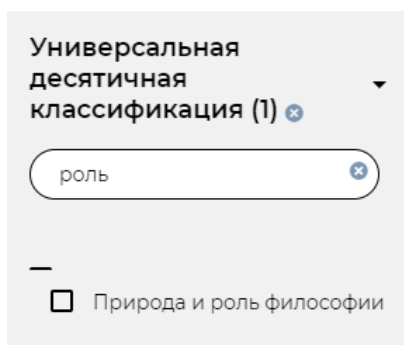 Универсальная
десятичная
классификация (1)
роль
Природа и роль философии